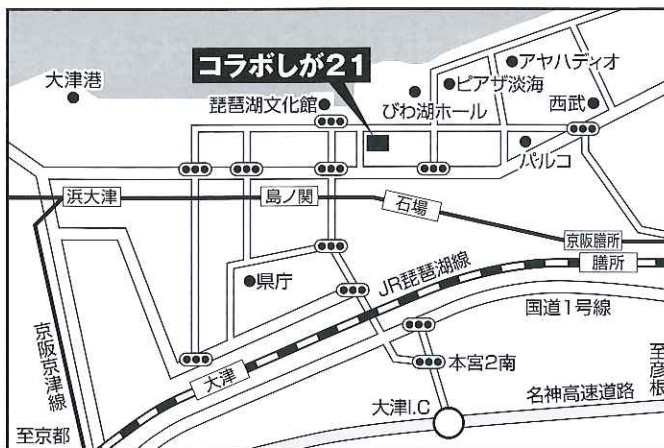 コラボしが21
アヤハディオ
大津港
ピアザ淡海
琵琶湖文化館
びわ湖ホール
西武
パルコ
浜大津
島ノ関
石場
京阪膳所
膳所
県庁
JR琵琶湖線
国道1号線
大津
本宮2南
京阪京津線
至彦根
大津I.C
名神高速道路
至京都